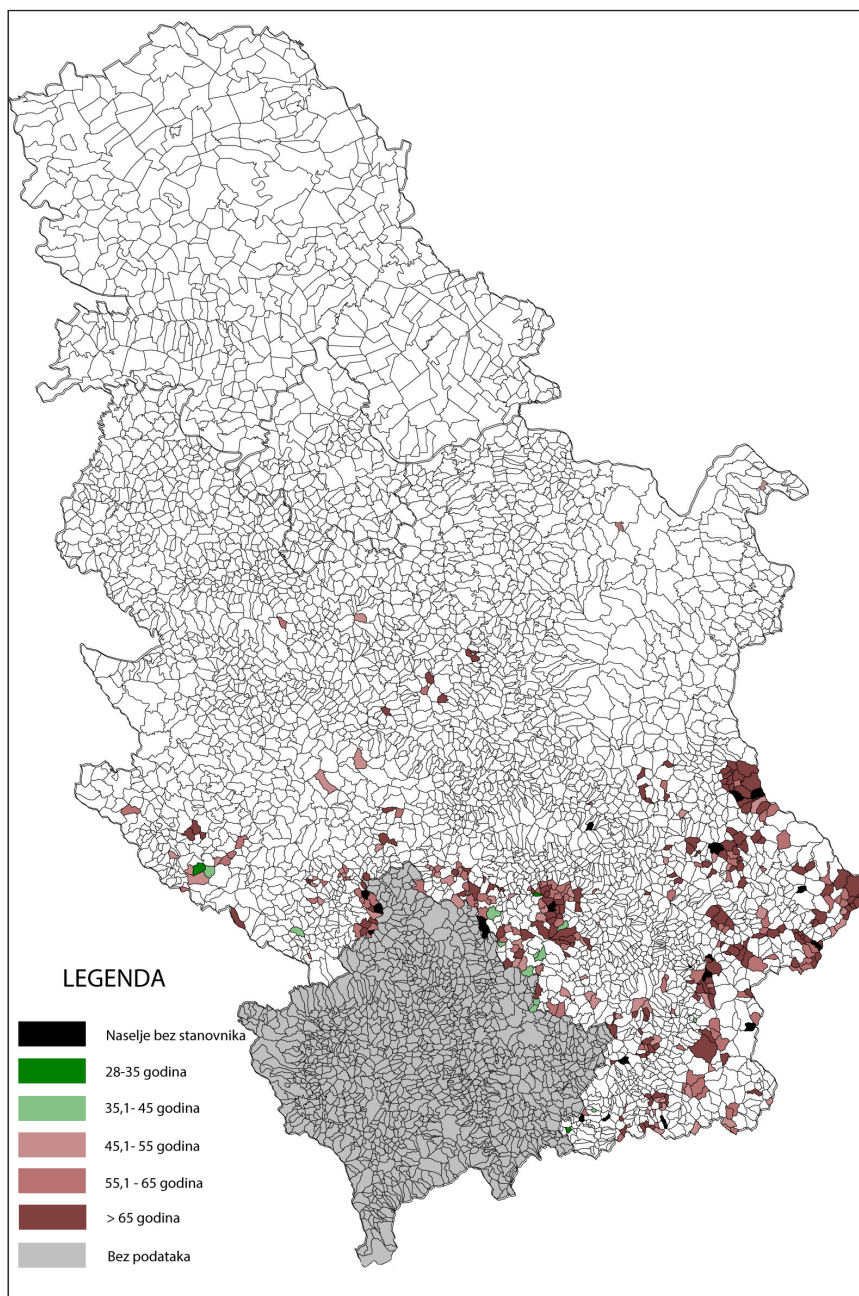 LEGENDA
Naselje bez stanovnika
28-35 godina
35,1- 45 godina
45,1- 55 godina
55,1 - 65 godina
> 65 godina
Bez podataka